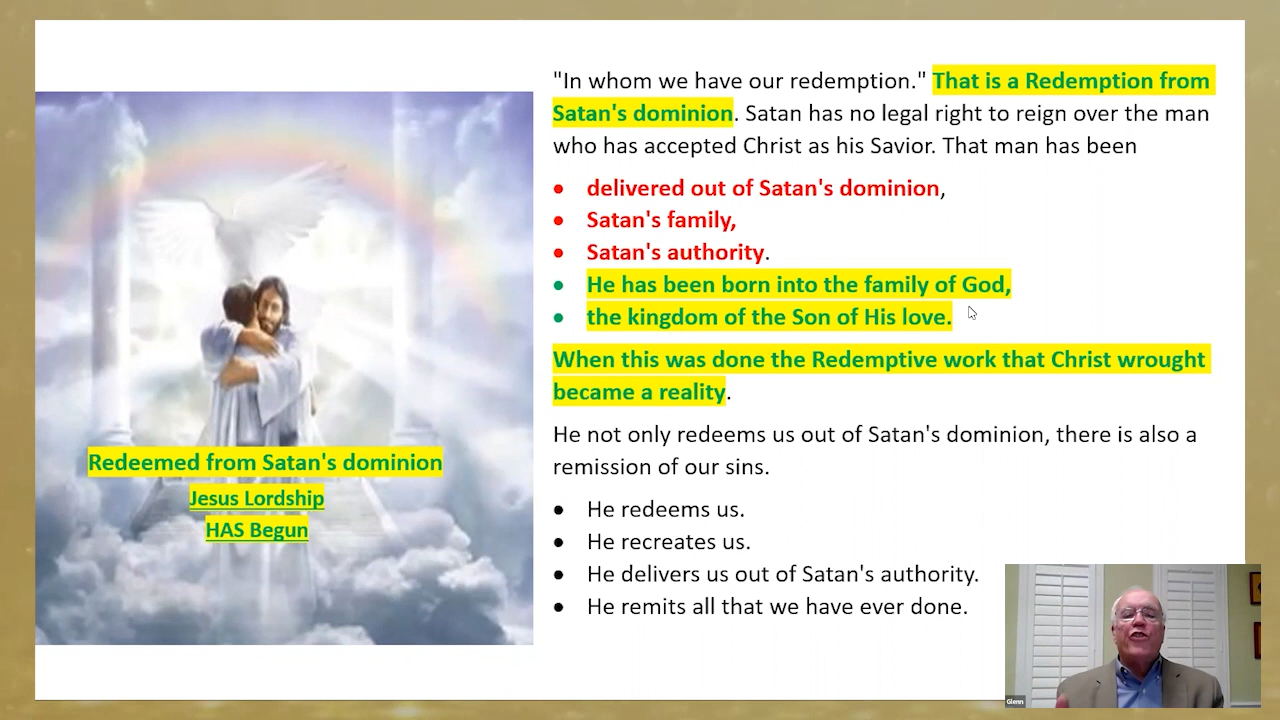 "In whom we have our redemption." That is a Redemption from
Satan's dominion. Satan has no legal right to reign over the man
who has accepted Christ as his Savior. That man has been
• delivered out of Satan's dominion,
• Satan's family,
• Satan's authority.
• He has been born into the family of God,
• the kingdom of the Son of His love.
When this was done the Redemptive work that Christ wrought
became a reality.
He not only redeems us out of Satan's dominion, there is also a
remission of our sins.
• He redeems us.
• He recreates us.
• He delivers us out of Satan's authority.
• He remits all that we have ever done.
Redeemed from Satan's dominion
Jesus Lordship
HAS Begun
Glenn